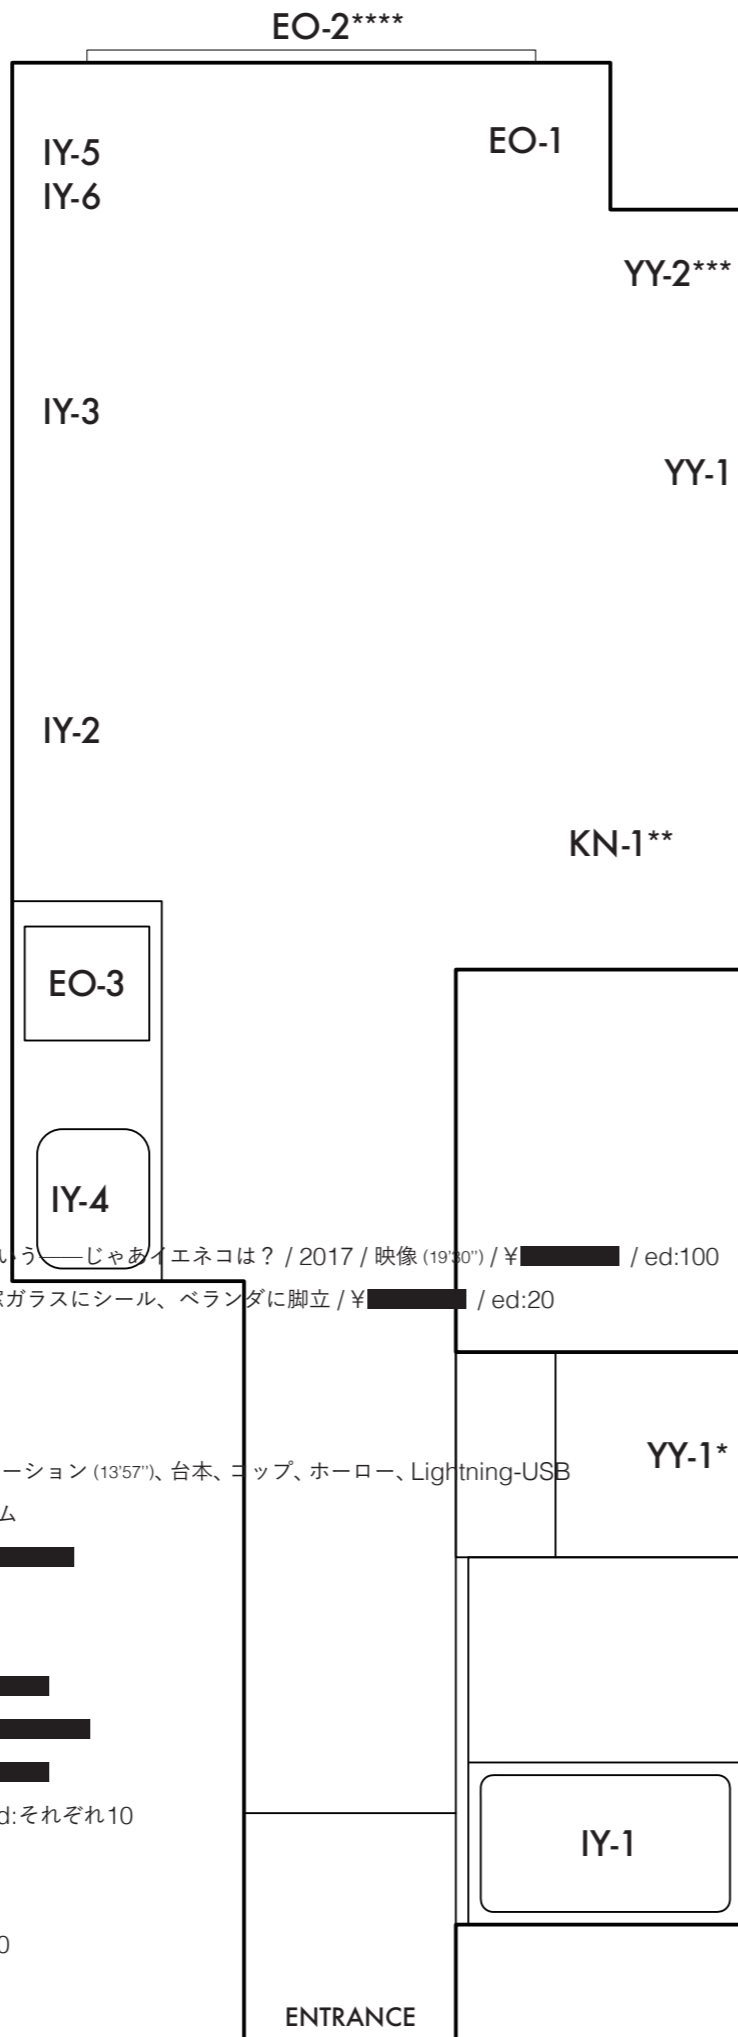 EO-2****
IY-5
EO-1
IY-6
YY-2***
IY-3
YY-1
IY-2
KN-1**
EO-3
IY-4
いう——じゃあイエネコは？ / 2017 / 映像 (19'30") / ¥ / ed:100
ガラスにシール、ベランダに脚立 / ¥ / ed:20
YY-1*
ーション (13'57")、台本、コップ、ホーロー、Lightning-USB
ム
d:それぞれ10
IY-1
0
ENTRANCE